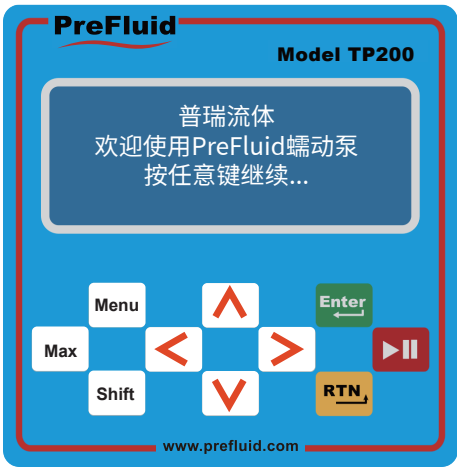 PreFluid
Model TP200
普瑞流体
欢迎使用PreFluid蠕动泵
按任意键继续...
Menu
Enter
Max
Shift
RTN
www.prefluid.com